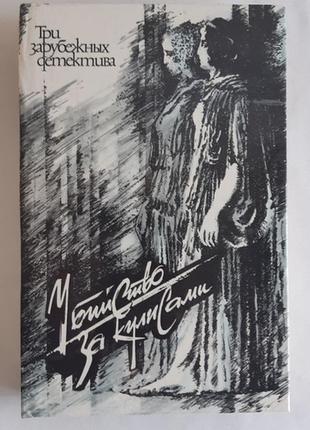 Три
зарубежных
детектива
Убийство
за кулисами